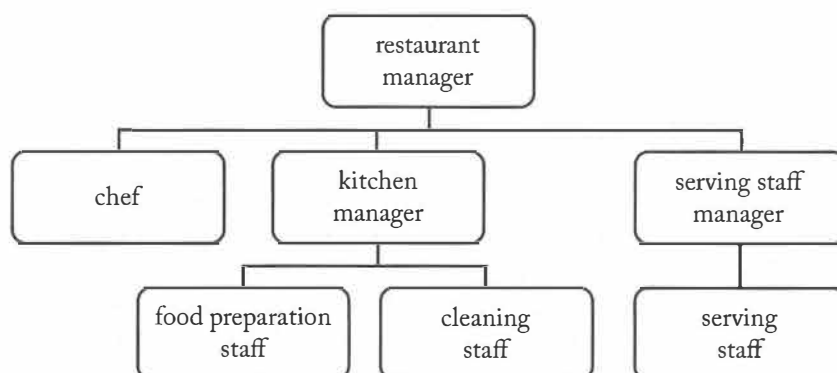 restaurant
manager
chef
kitchen
manager
serving staff
manager
food preparation
staff
cleaning
staff
serving
staff